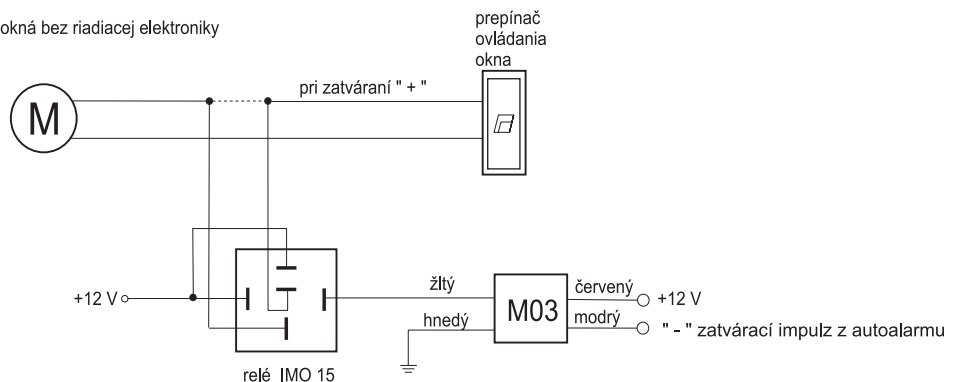 okná bez riadiacej elektroniky
prepínač
ovládania
okna
pri zatváraní " + "
M
+12 V
žltý
hnedý
M03
červený
modrý
+12 V
" - " zatvárací impulz z autoalarmu
relé IMO 15